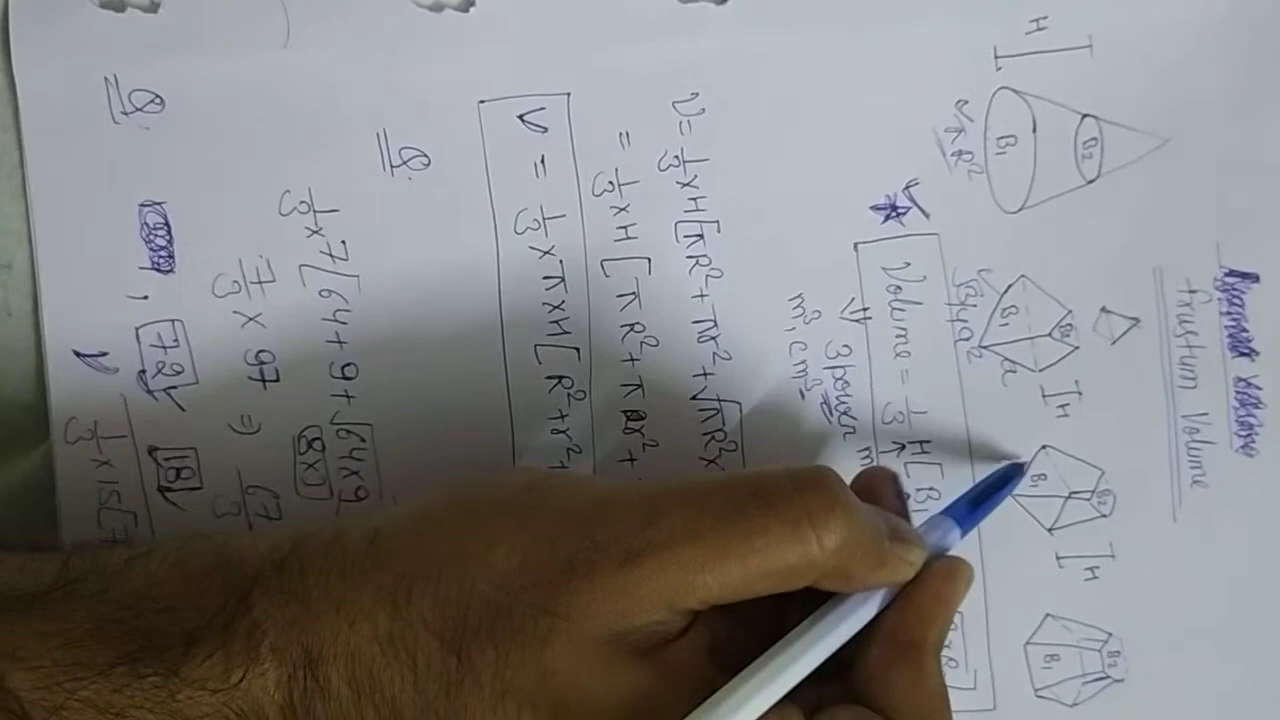 frustum Volume
H
B1
B2
πR²
B1
B2
H
√3/4 a²
a
B1
B2
H
B1
B2
Volume = 1/3 H[B1
3 power
m³, cm³
V = 1/3 × H[πR² + πr² + √πR²×
= 1/3 × H [πR² + πr² +
V = 1/3 × π × H[R² + r² +
Q.
1/3 × 7[64 + 9 + √64×9
8×
7/3 × 97 ⇒ 67/3
Q.
, 72 18
V
1/3 × 15[7